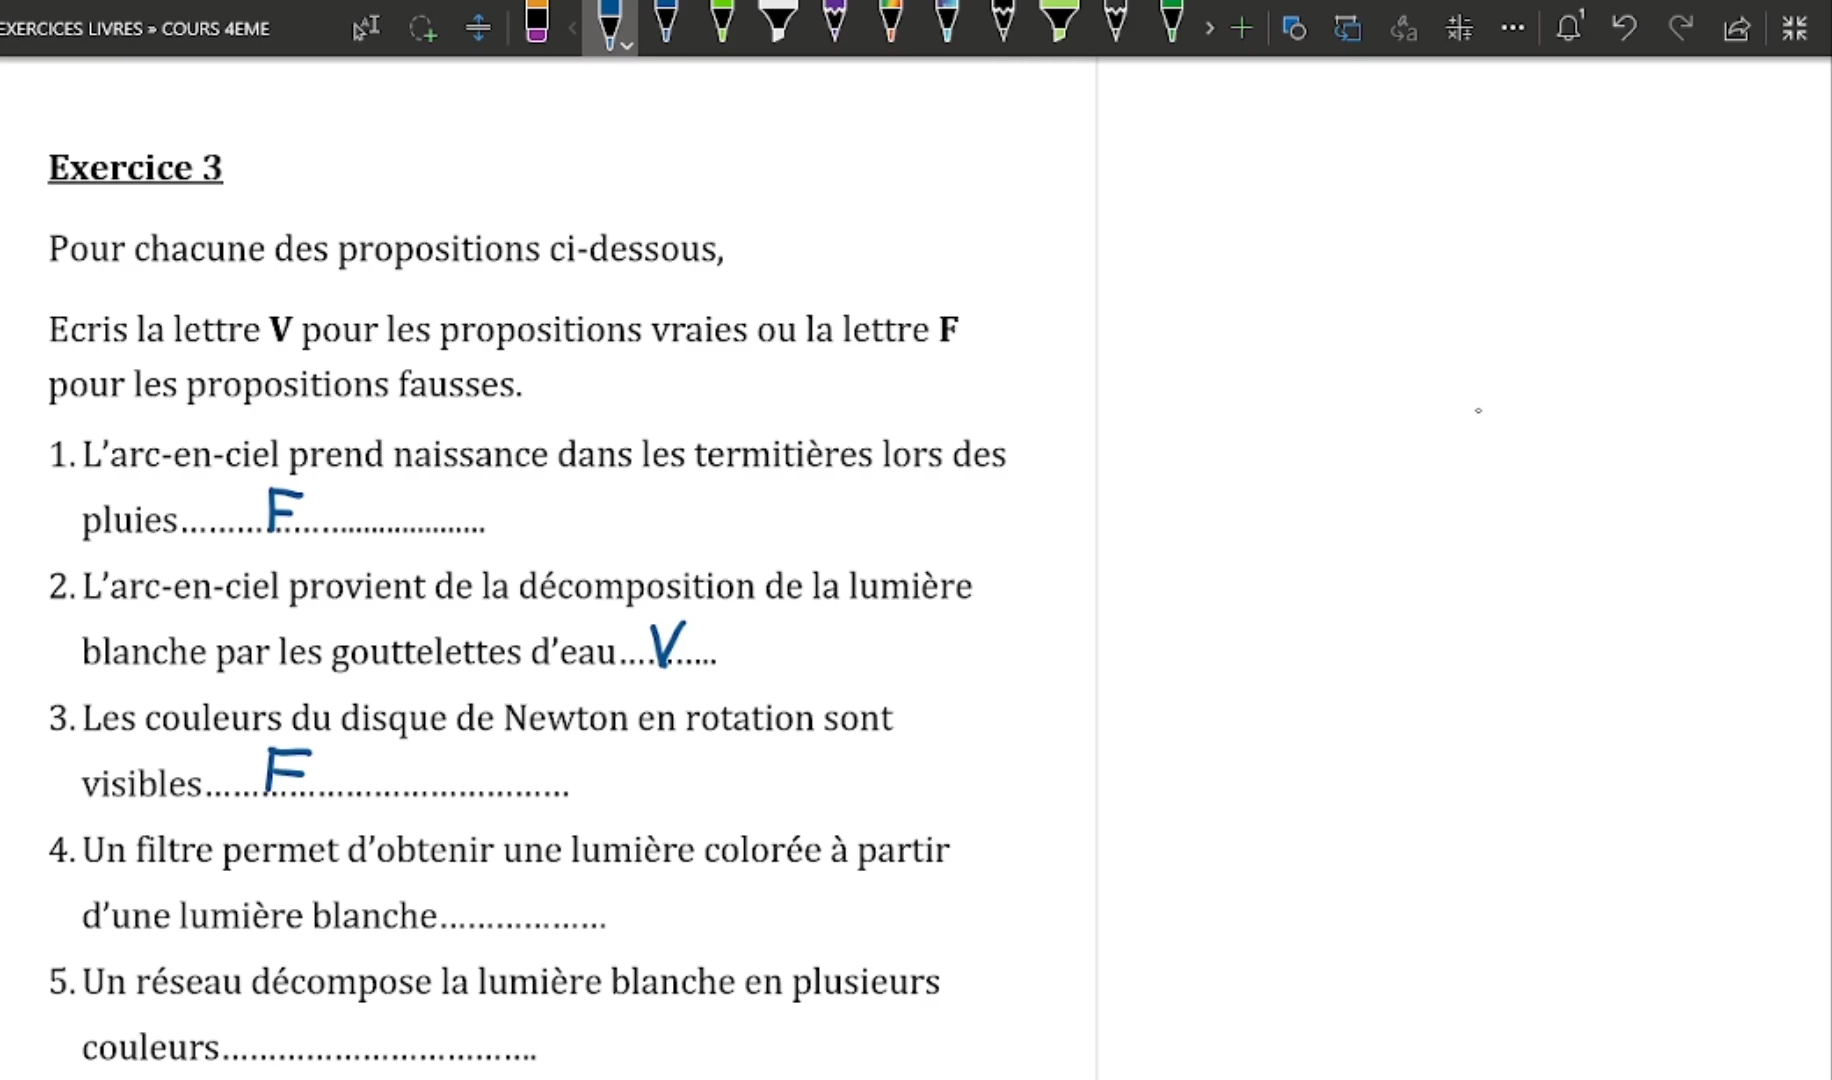 EXERCICES LIVRES » COURS 4EME
Exercice 3
Pour chacune des propositions ci-dessous,
Ecris la lettre V pour les propositions vraies ou la lettre F
pour les propositions fausses.
1. L’arc-en-ciel prend naissance dans les termitières lors des
pluies.........F..............................
2. L’arc-en-ciel provient de la décomposition de la lumière
blanche par les gouttelettes d’eau....V.....
3. Les couleurs du disque de Newton en rotation sont
visibles.......F.................................
4. Un filtre permet d’obtenir une lumière colorée à partir
d’une lumière blanche..................
5. Un réseau décompose la lumière blanche en plusieurs
couleurs...................................